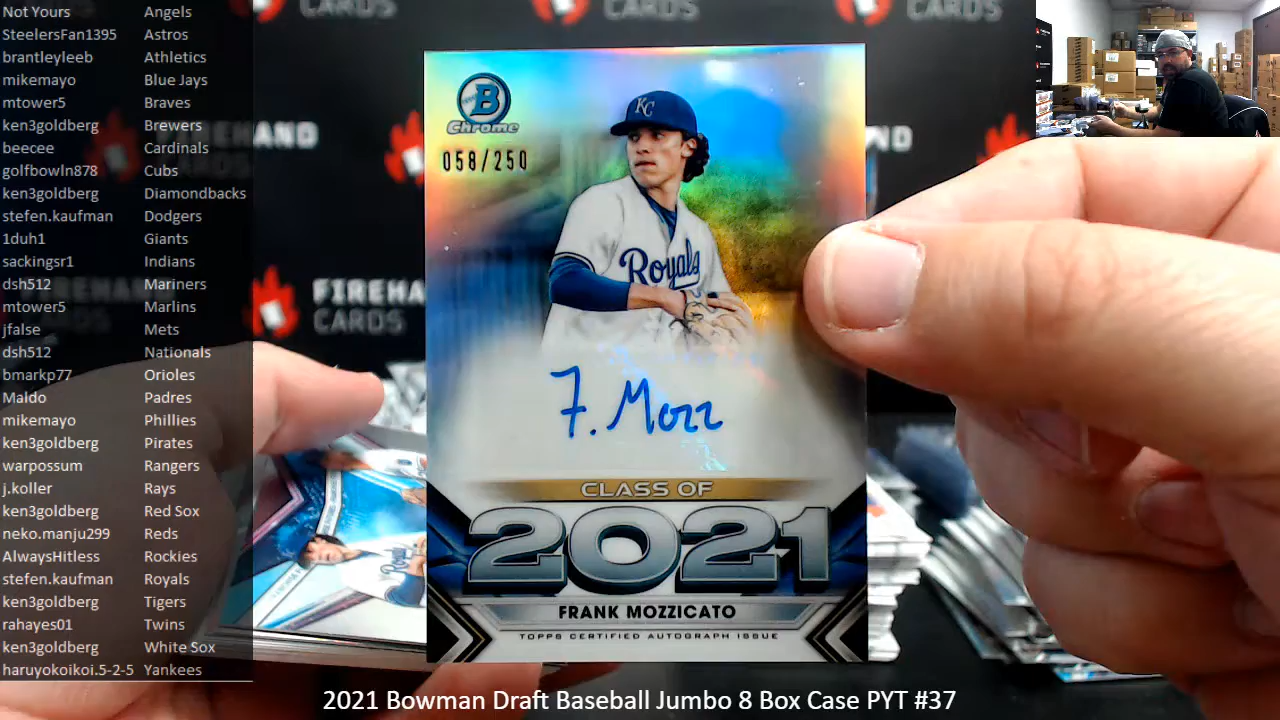 Not Yours Angels
SteelersFan1395 Astros
brantleyleeb Athletics
mikemayo Blue Jays
mtower5 Braves
ken3goldberg Brewers
beecee Cardinals
golfbowln878 Cubs
ken3goldberg Diamondbacks
stefen.kaufman Dodgers
1duh1 Giants
sackingsr1 Indians
dsh512 Mariners
mtower5 Marlins
jfalse Mets
dsh512 Nationals
bmarkp77 Orioles
Maldo Padres
mikemayo Phillies
ken3goldberg Pirates
warpossum Rangers
j.koller Rays
ken3goldberg Red Sox
neko.manju299 Reds
AlwaysHitless Rockies
stefen.kaufman Royals
ken3goldberg Tigers
rahayes01 Twins
ken3goldberg White Sox
haruyokoikoi.5-2-5 Yankees
CARDS
CARDS
CARDS
FIREHAND
CARDS
B
Chrome
058/250
KC
Royals
F. Mozz
CLASS OF
2021
FRANK MOZZICATO
TOPPS CERTIFIED AUTOGRAPH ISSUE
2021 Bowman Draft Baseball Jumbo 8 Box Case PYT #37